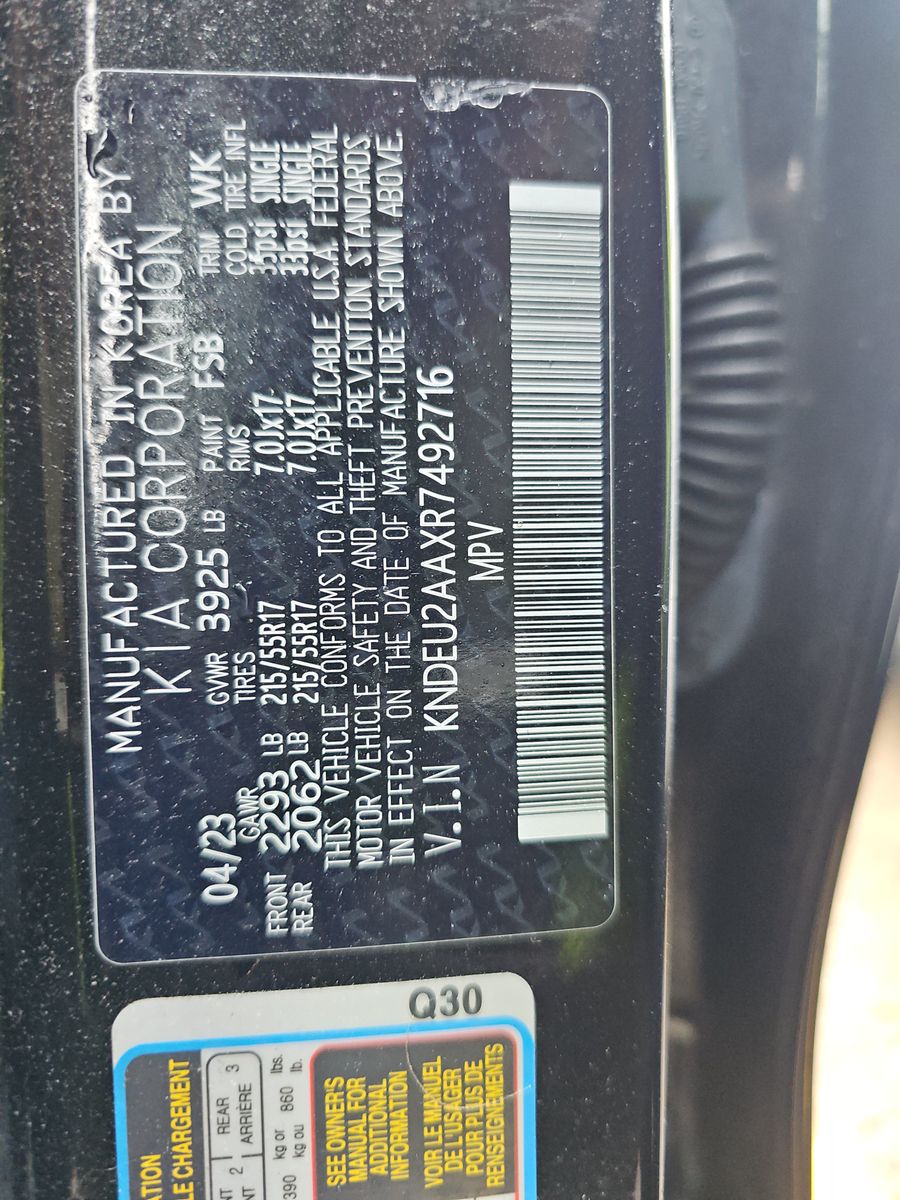 MANUFACTURED IN KOREA BY
KIA CORPORATION
04/23 GVWR 3925 LB PAINT FSB TRIM WK
GAWR TIRES RIMS COLD TIRE INFL
FRONT 2293 LB 215/55R17 7.0JX17 35psi SINGLE
REAR 2062 LB 215/55R17 7.0JX17 33psi SINGLE
THIS VEHICLE CONFORMS TO ALL APPLICABLE U.S.A. FEDERAL
MOTOR VEHICLE SAFETY AND THEFT PREVENTION STANDARDS
IN EFFECT ON THE DATE OF MANUFACTURE SHOWN ABOVE.
V.I.N KNDEU2AAXR7492716
MPV
Q30
LE CHARGEMENT
2 REAR 3
2 ARRIÈRE
390 kg or 860 lbs.
kg ou lb.
SEE OWNER'S
MANUAL FOR
ADDITIONAL
INFORMATION
VOIR LE MANUEL
DE L'USAGER
POUR PLUS DE
RENSEIGNEMENTS